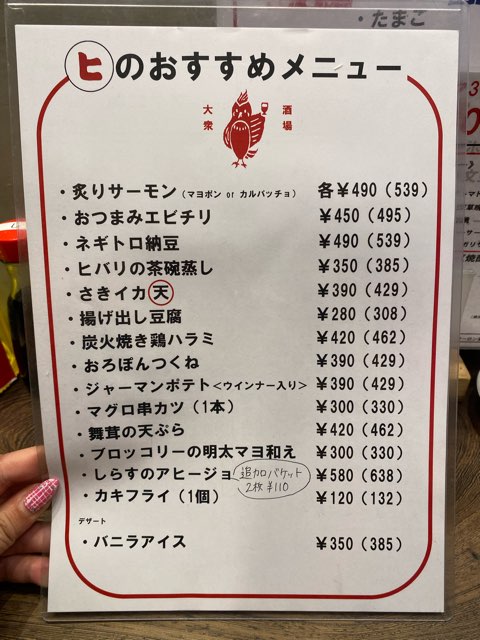 ・たまご
ヒのおすすめメニュー
大衆 酒場
・炙りサーモン（マヨポン or カルパッチョ） 各¥490（539）
・おつまみエビチリ ¥450（495）
・ネギトロ納豆 ¥490（539）
・ヒバリの茶碗蒸し ¥350（385）
・さきイカ天 ¥390（429）
・揚げ出し豆腐 ¥280（308）
・炭火焼き鶏ハラミ ¥420（462）
・おろぽんつくね ¥390（429）
・ジャーマンポテト<ウインナー入り> ¥390（429）
・マグロ串カツ（1本） ¥300（330）
・舞茸の天ぷら ¥420（462）
・ブロッコリーの明太マヨ和え ¥300（330）
・しらすのアヒージョ ¥580（638）
追加バケット
2枚¥110
・カキフライ（1個） ¥120（132）
デザート
・バニラアイス ¥350（385）